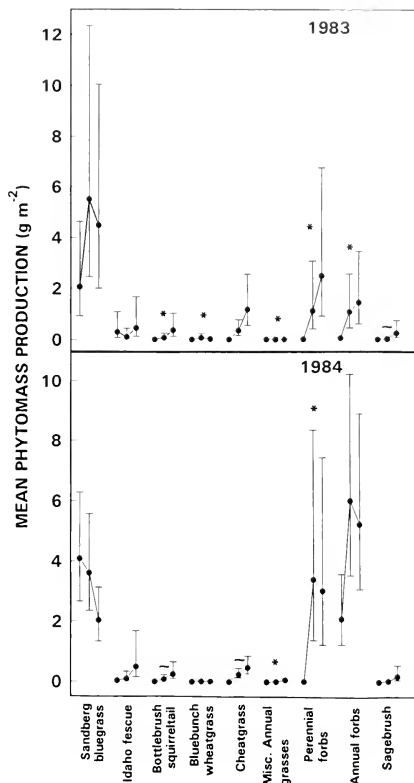 MEAN PHYTOMASS PRODUCTION (g m⁻²)
1983
12
10
8
6
4
2
0
*
*
*
*
*
~
1984
10
8
6
4
2
0
*
~
~
*
Sandberg
bluegrass
Idaho fescue
Bottlebrush
squirreltail
Bluebunch
wheatgrass
Cheatgrass
Misc. Annual
grasses
Perennial
forbs
Annual forbs
Sagebrush